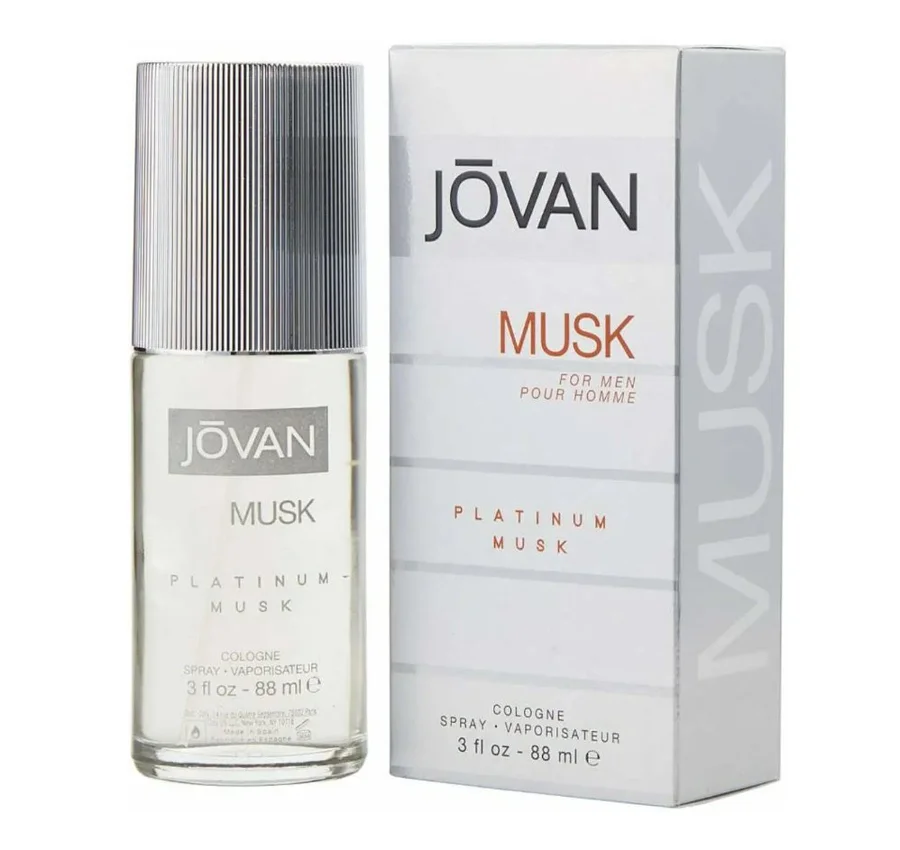 JŌVAN
MUSK
PLATINUM
MUSK
COLOGNE
SPRAY • VAPORISATEUR
3 fl oz - 88 ml ℮
Made in Spain
JŌVAN
MUSK
FOR MEN
POUR HOMME
PLATINUM
MUSK
COLOGNE
SPRAY • VAPORISATEUR
3 fl oz - 88 ml ℮
MUSK